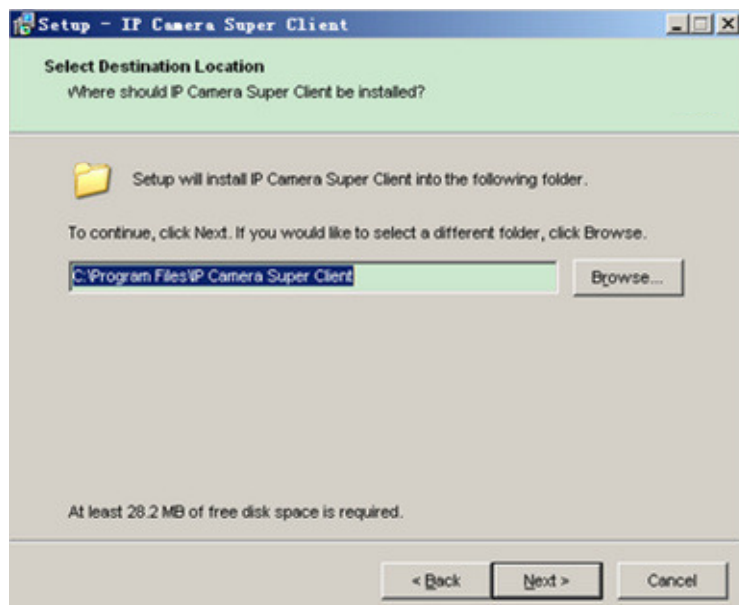 Setup - IP Camera Super Client
Select Destination Location
Where should IP Camera Super Client be installed?
Setup will install IP Camera Super Client into the following folder.
To continue, click Next. If you would like to select a different folder, click Browse.
C:\Program Files\IP Camera Super Client
Browse...
At least 28.2 MB of free disk space is required.
< Back
Next >
Cancel